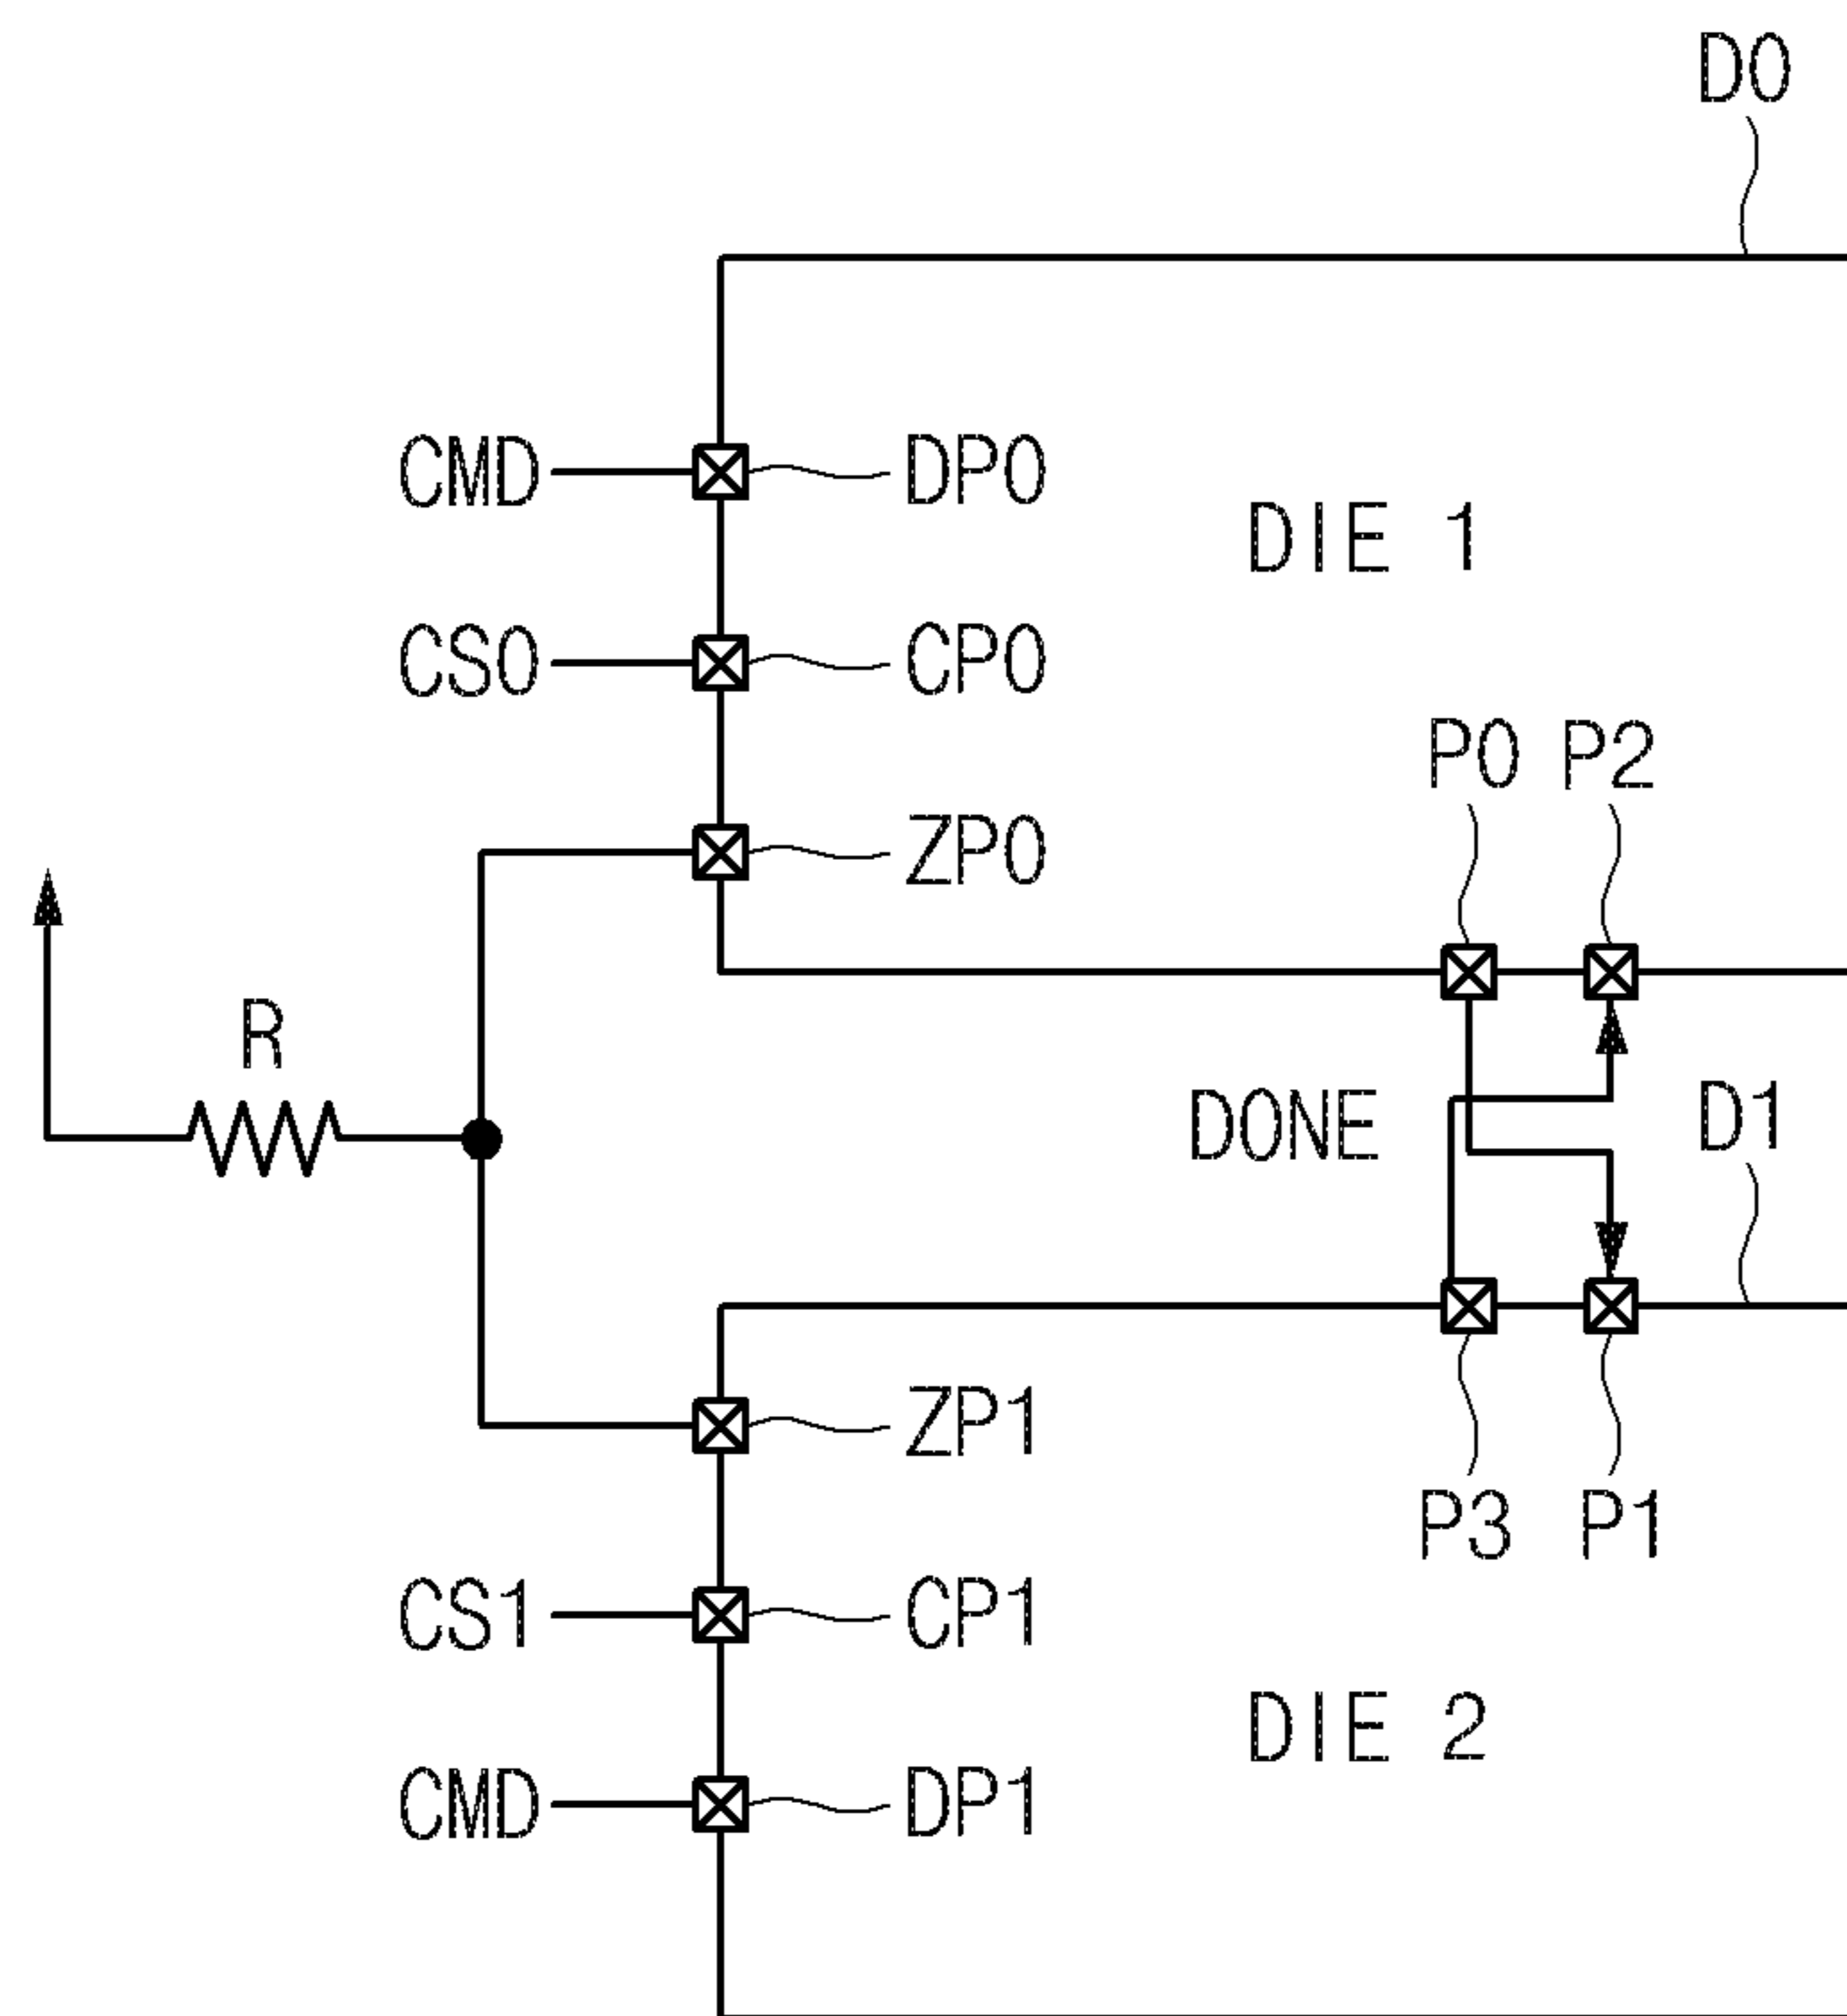 D0
CMD DP0
DIE 1
CS0 CP0
P0 P2
ZP0
R
DONE D1
ZP1
P3 P1
CS1 CP1
DIE 2
CMD DP1